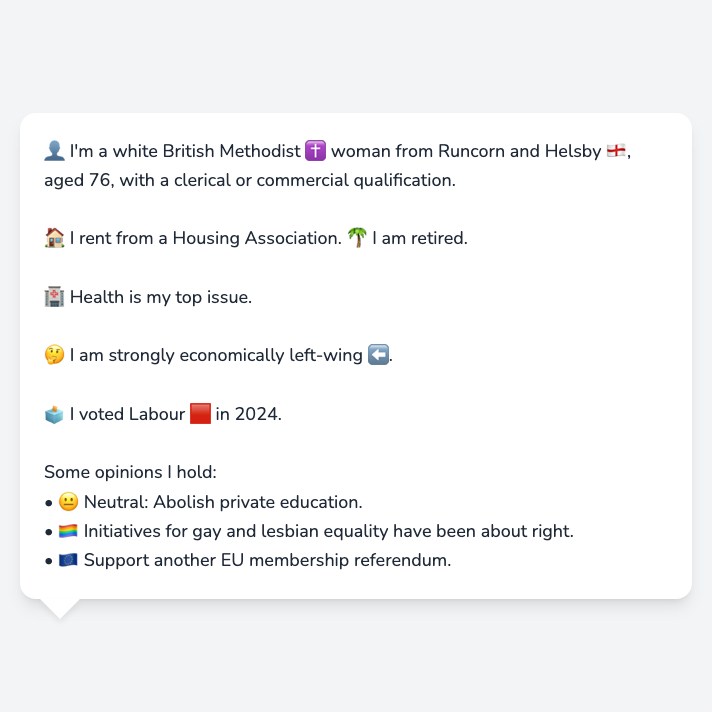 👤 I'm a white British Methodist ✝️ woman from Runcorn and Helsby 🏴󠁧󠁢󠁥󠁮󠁧󠁿,
aged 76, with a clerical or commercial qualification.
🏠 I rent from a Housing Association. 🌴 I am retired.
🏥 Health is my top issue.
🤔 I am strongly economically left-wing ⬅️.
🗳️ I voted Labour 🟥 in 2024.
Some opinions I hold:
• 😐 Neutral: Abolish private education.
• 🏳️‍🌈 Initiatives for gay and lesbian equality have been about right.
• 🇪🇺 Support another EU membership referendum.